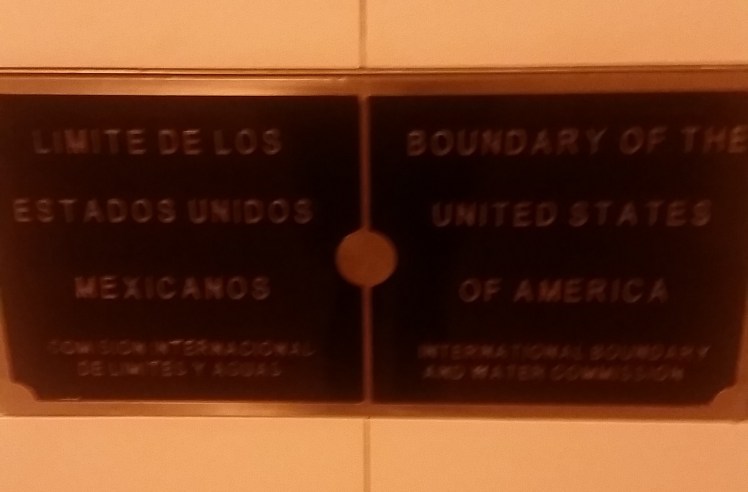 LIMITE DE LOS
ESTADOS UNIDOS
MEXICANOS
COMISION INTERNACIONAL
DE LIMITES Y AGUAS
BOUNDARY OF THE
UNITED STATES
OF AMERICA
INTERNATIONAL BOUNDARY
AND WATER COMMISSION